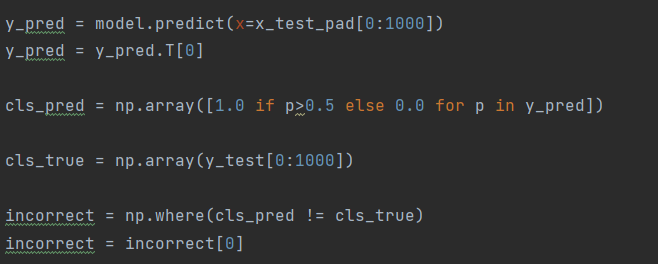 y_pred = model.predict(x=x_test_pad[0:1000])
y_pred = y_pred.T[0]
cls_pred = np.array([1.0 if p>0.5 else 0.0 for p in y_pred])
cls_true = np.array(y_test[0:1000])
incorrect = np.where(cls_pred != cls_true)
incorrect = incorrect[0]